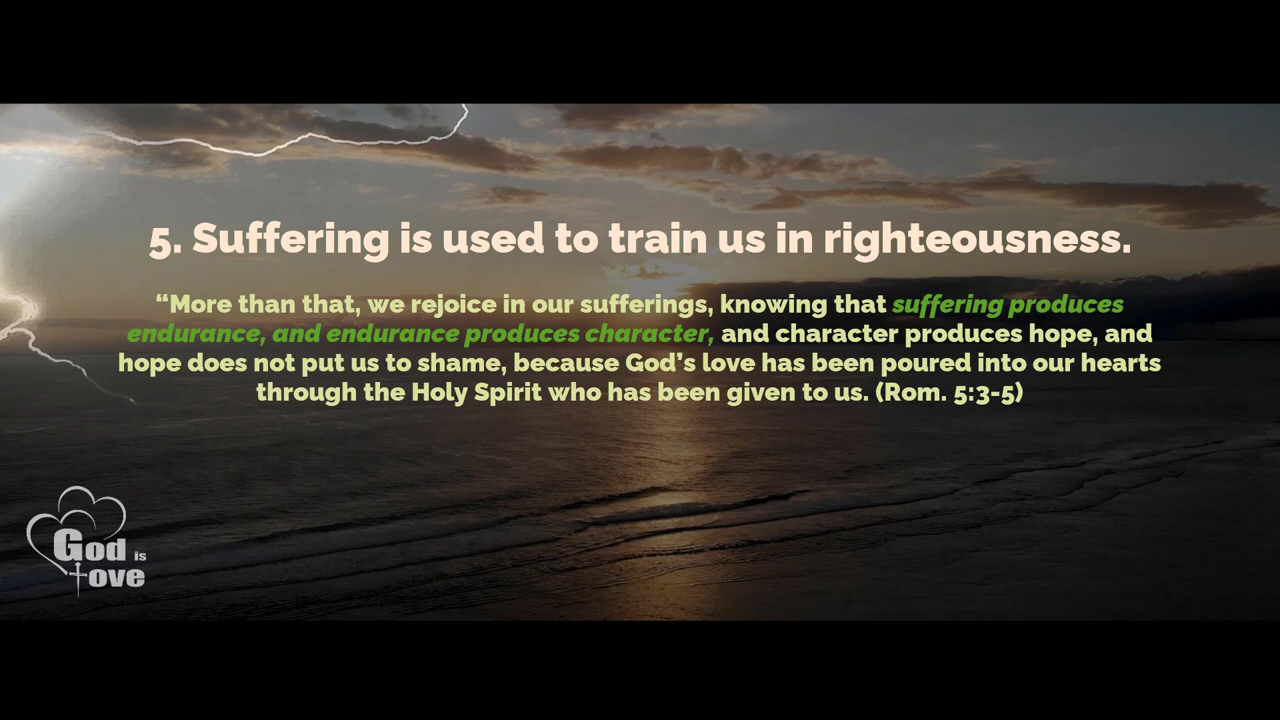 5. Suffering is used to train us in righteousness.
“More than that, we rejoice in our sufferings, knowing that suffering produces
endurance, and endurance produces character, and character produces hope, and
hope does not put us to shame, because God’s love has been poured into our hearts
through the Holy Spirit who has been given to us. (Rom. 5:3-5)
God is
love